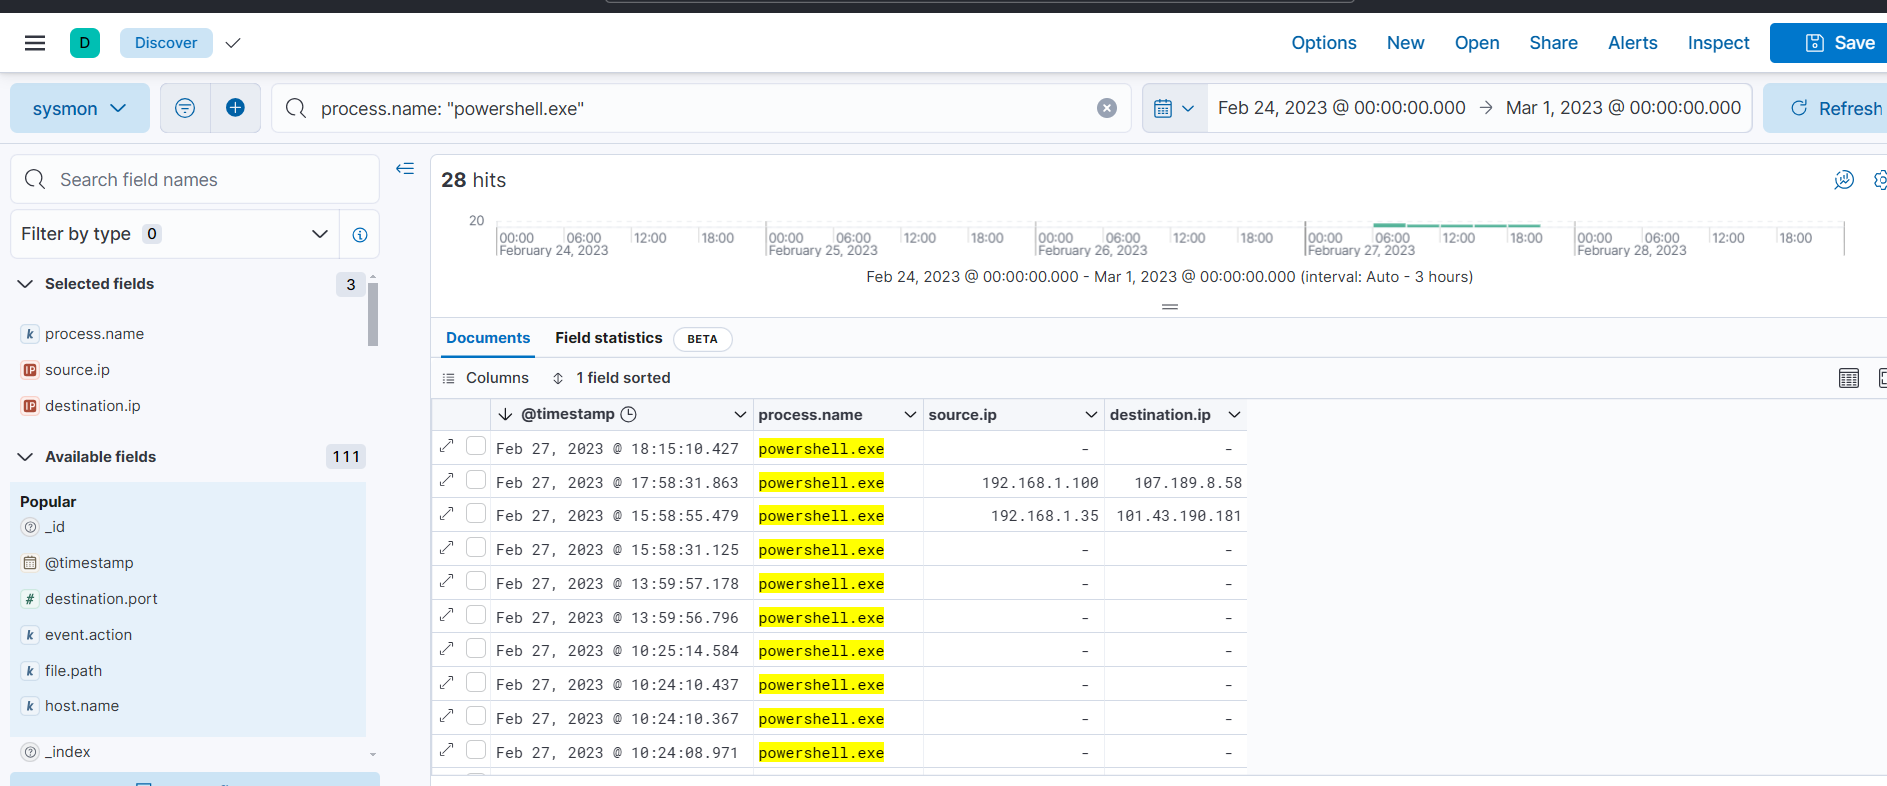 D Discover Options New Open Share Alerts Inspect Save
sysmon process.name: "powershell.exe" Feb 24, 2023 @ 00:00:00.000 → Mar 1, 2023 @ 00:00:00.000 Refresh
Search field names
Filter by type 0
Selected fields 3
k process.name
IP source.ip
IP destination.ip
Available fields 111
Popular
_id
@timestamp
# destination.port
k event.action
k file.path
k host.name
_index
28 hits
20
00:00 06:00 12:00 18:00 00:00 06:00 12:00 18:00 00:00 06:00 12:00 18:00 00:00 06:00 12:00 18:00 00:00 06:00 12:00 18:00
February 24, 2023 February 25, 2023 February 26, 2023 February 27, 2023 February 28, 2023
Feb 24, 2023 @ 00:00:00.000 - Mar 1, 2023 @ 00:00:00.000 (interval: Auto - 3 hours)
Documents Field statistics BETA
Columns 1 field sorted
@timestamp process.name source.ip destination.ip
Feb 27, 2023 @ 18:15:10.427 powershell.exe - -
Feb 27, 2023 @ 17:58:31.863 powershell.exe 192.168.1.100 107.189.8.58
Feb 27, 2023 @ 15:58:55.479 powershell.exe 192.168.1.35 101.43.190.181
Feb 27, 2023 @ 15:58:31.125 powershell.exe - -
Feb 27, 2023 @ 13:59:57.178 powershell.exe - -
Feb 27, 2023 @ 13:59:56.796 powershell.exe - -
Feb 27, 2023 @ 10:25:14.584 powershell.exe - -
Feb 27, 2023 @ 10:24:10.437 powershell.exe - -
Feb 27, 2023 @ 10:24:10.367 powershell.exe - -
Feb 27, 2023 @ 10:24:08.971 powershell.exe - -